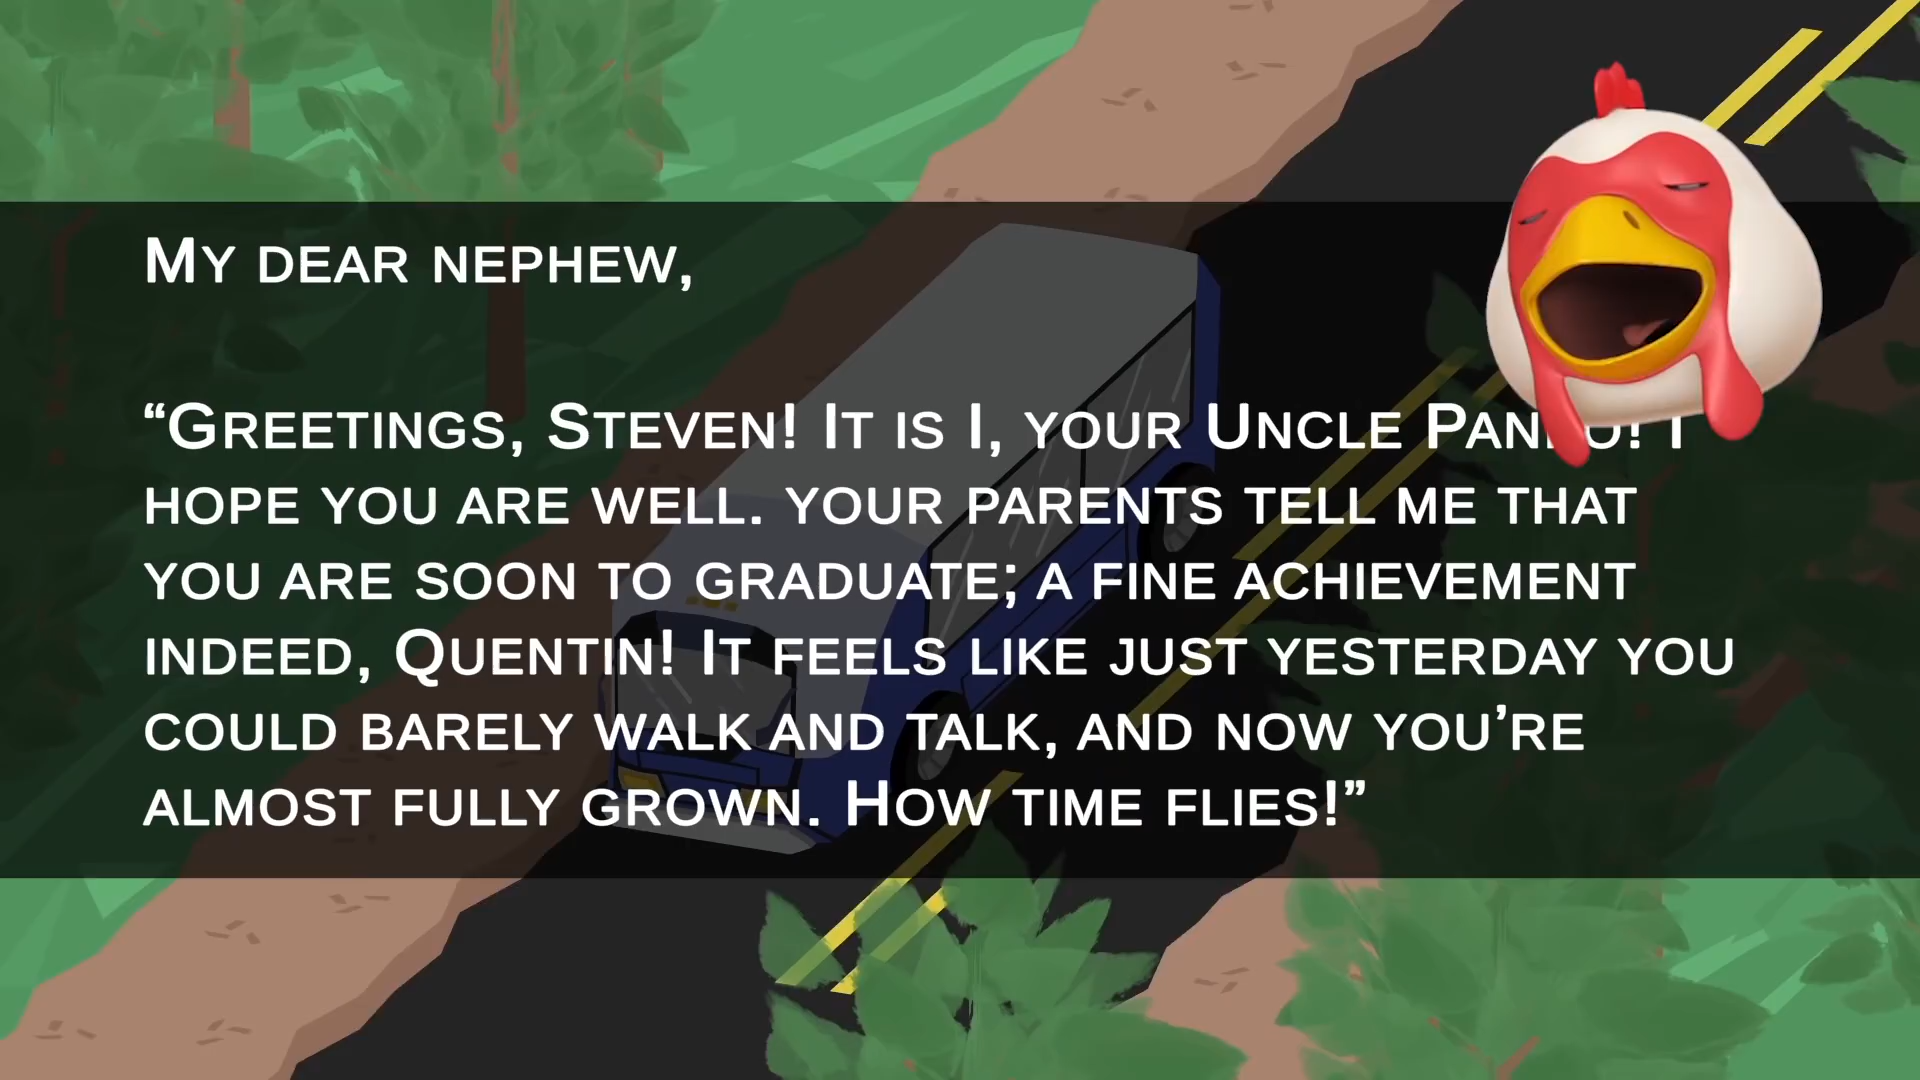 My dear nephew,
“Greetings, Steven! It is I, your Uncle I
hope you are well. your parents tell me that
you are soon to graduate; a fine achievement
indeed, Quentin! It feels like just yesterday you
could barely walk and talk, and now you’re
almost fully grown. How time flies!”